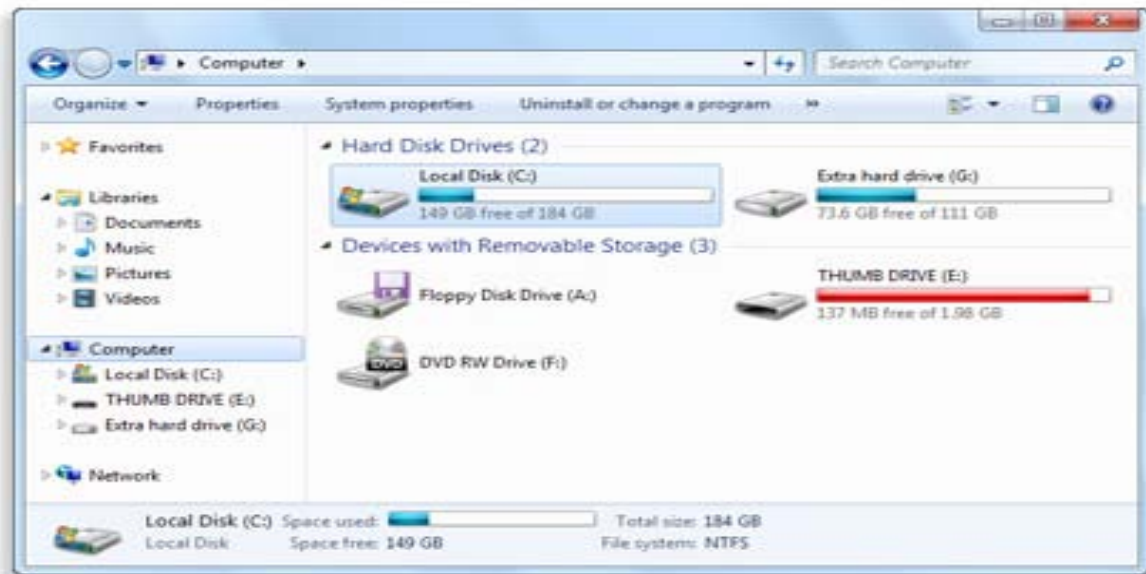 Computer
Search Computer
Organize Properties System properties Uninstall or change a program »
Favorites
Libraries
Documents
Music
Pictures
Videos
Computer
Local Disk (C:)
THUMB DRIVE (E:)
Extra hard drive (G:)
Network
Hard Disk Drives (2)
Local Disk (C:)
149 GB free of 184 GB
Extra hard drive (G:)
73.6 GB free of 111 GB
Devices with Removable Storage (3)
Floppy Disk Drive (A:)
THUMB DRIVE (E:)
137 MB free of 1.98 GB
DVD
DVD RW Drive (F:)
Local Disk (C:) Space used: Total size: 184 GB
Local Disk Space free: 149 GB File system: NTFS